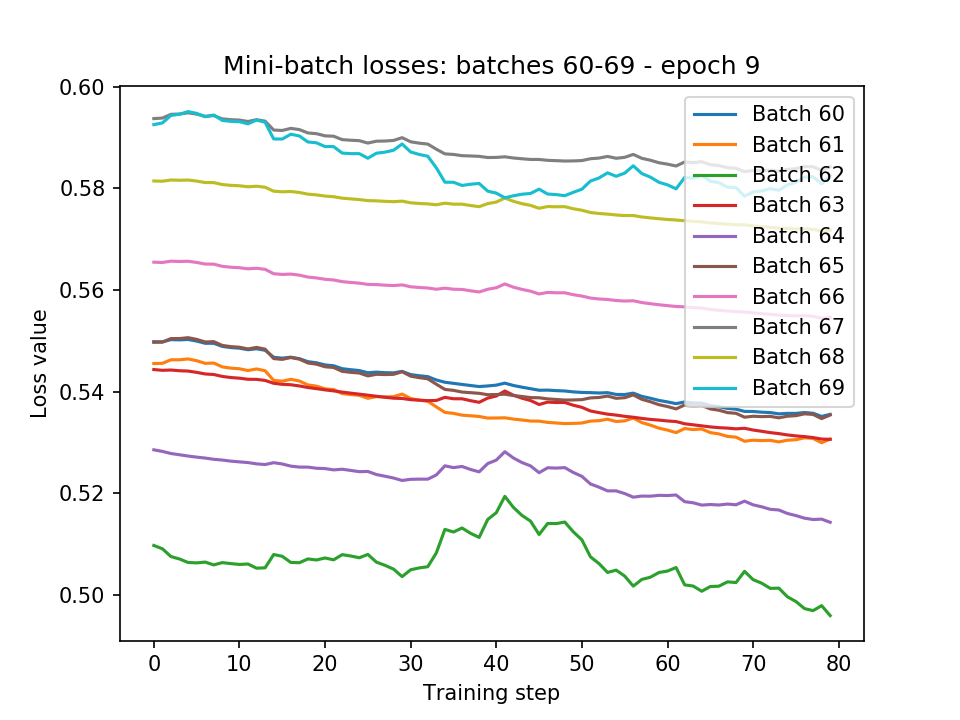 Mini-batch losses: batches 60-69 - epoch 9
0.60
0.58
0.56
0.54
0.52
0.50
Loss value
0
10
20
30
40
50
60
70
80
Training step
Batch 60
Batch 61
Batch 62
Batch 63
Batch 64
Batch 65
Batch 66
Batch 67
Batch 68
Batch 69